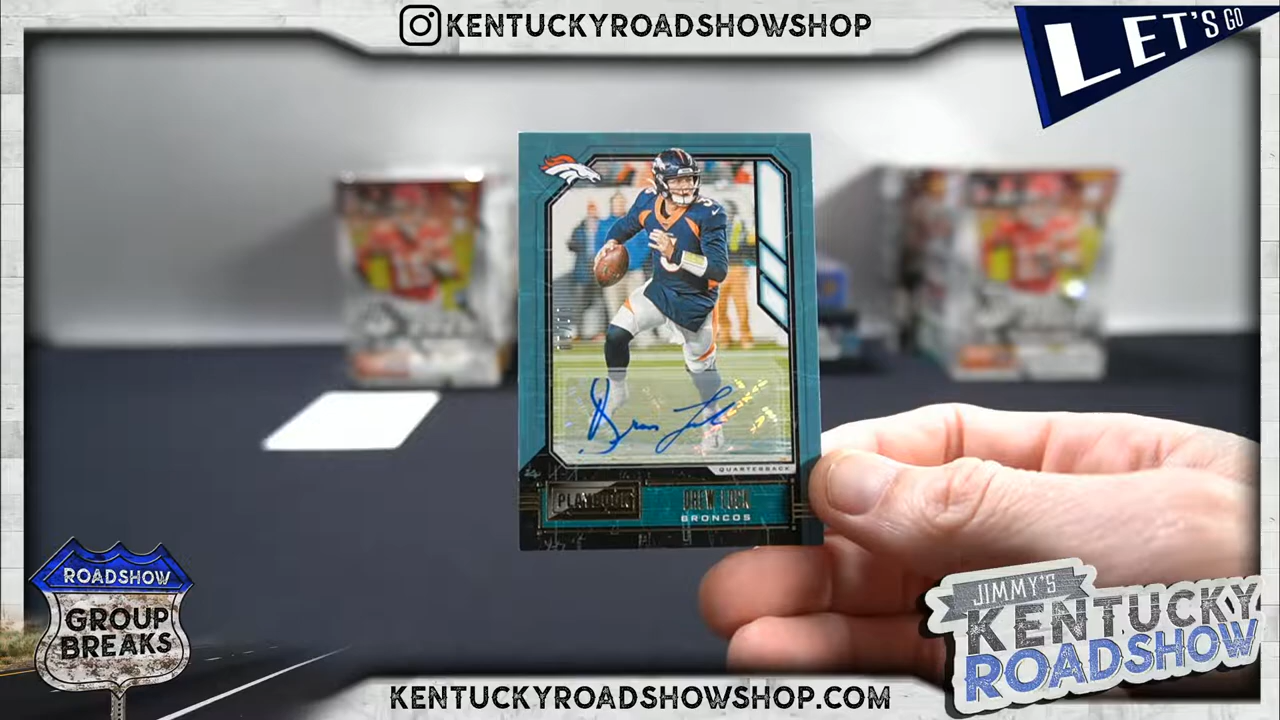 KENTUCKYROADSHOWSHOP
LET'S GO
QUARTERBACK
PLAYBOOK
DREW LOCK
BRONCOS
ROADSHOW
GROUP
BREAKS
JIMMY'S
KENTUCKY
ROADSHOW
KENTUCKYROADSHOWSHOP.COM